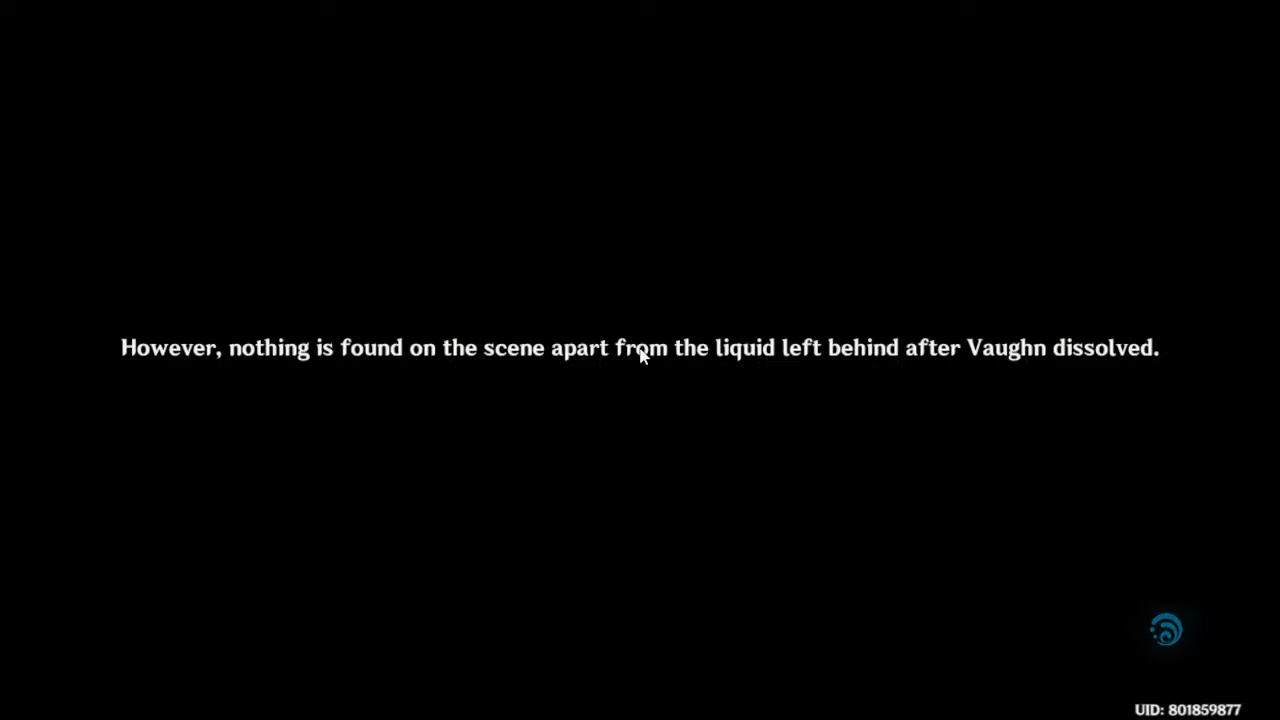 However, nothing is found on the scene apart from the liquid left behind after Vaughn dissolved.
UID: 801859877